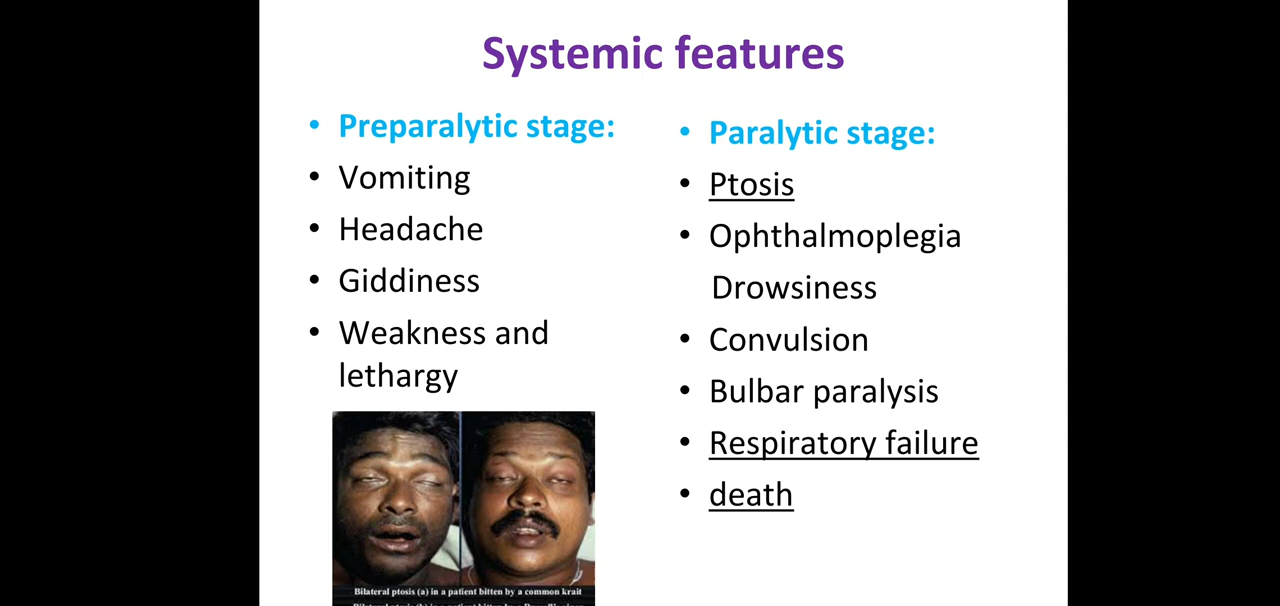 Systemic features
• Preparalytic stage:
• Vomiting
• Headache
• Giddiness
• Weakness and
lethargy
• Paralytic stage:
• Ptosis
• Ophthalmoplegia
Drowsiness
• Convulsion
• Bulbar paralysis
• Respiratory failure
• death
Bilateral ptosis (a) in a patient bitten by a common krait